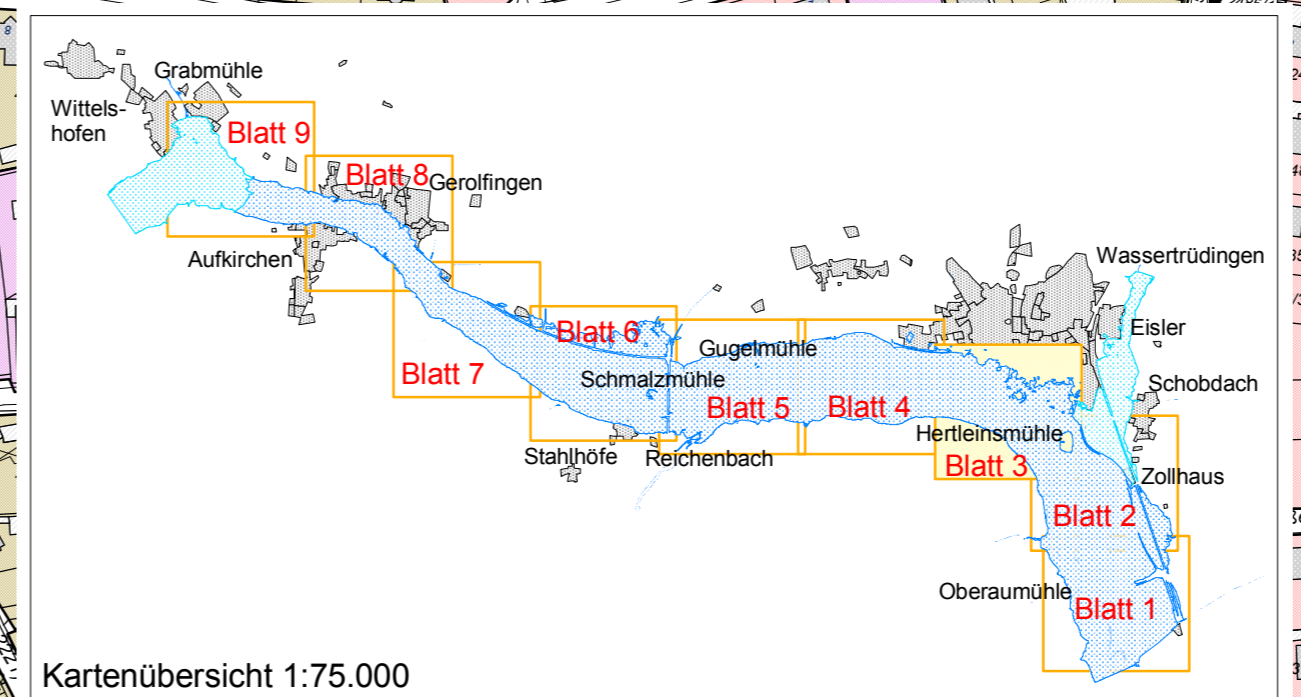 Grabmühle
Wittels-
hofen
Blatt 9
Blatt 8
Gerolfingen
Aufkirchen
Wassertrüdingen
Eisler
Blatt 6
Gugelmühle
Blatt 7
Schmalzmühle
Schobdach
Blatt 5
Blatt 4
Hertleinsmühle
Stahlhöfe
Reichenbach
Blatt 3
Zollhaus
Blatt 2
Oberaumühle
Blatt 1
Kartenübersicht 1:75.000
8